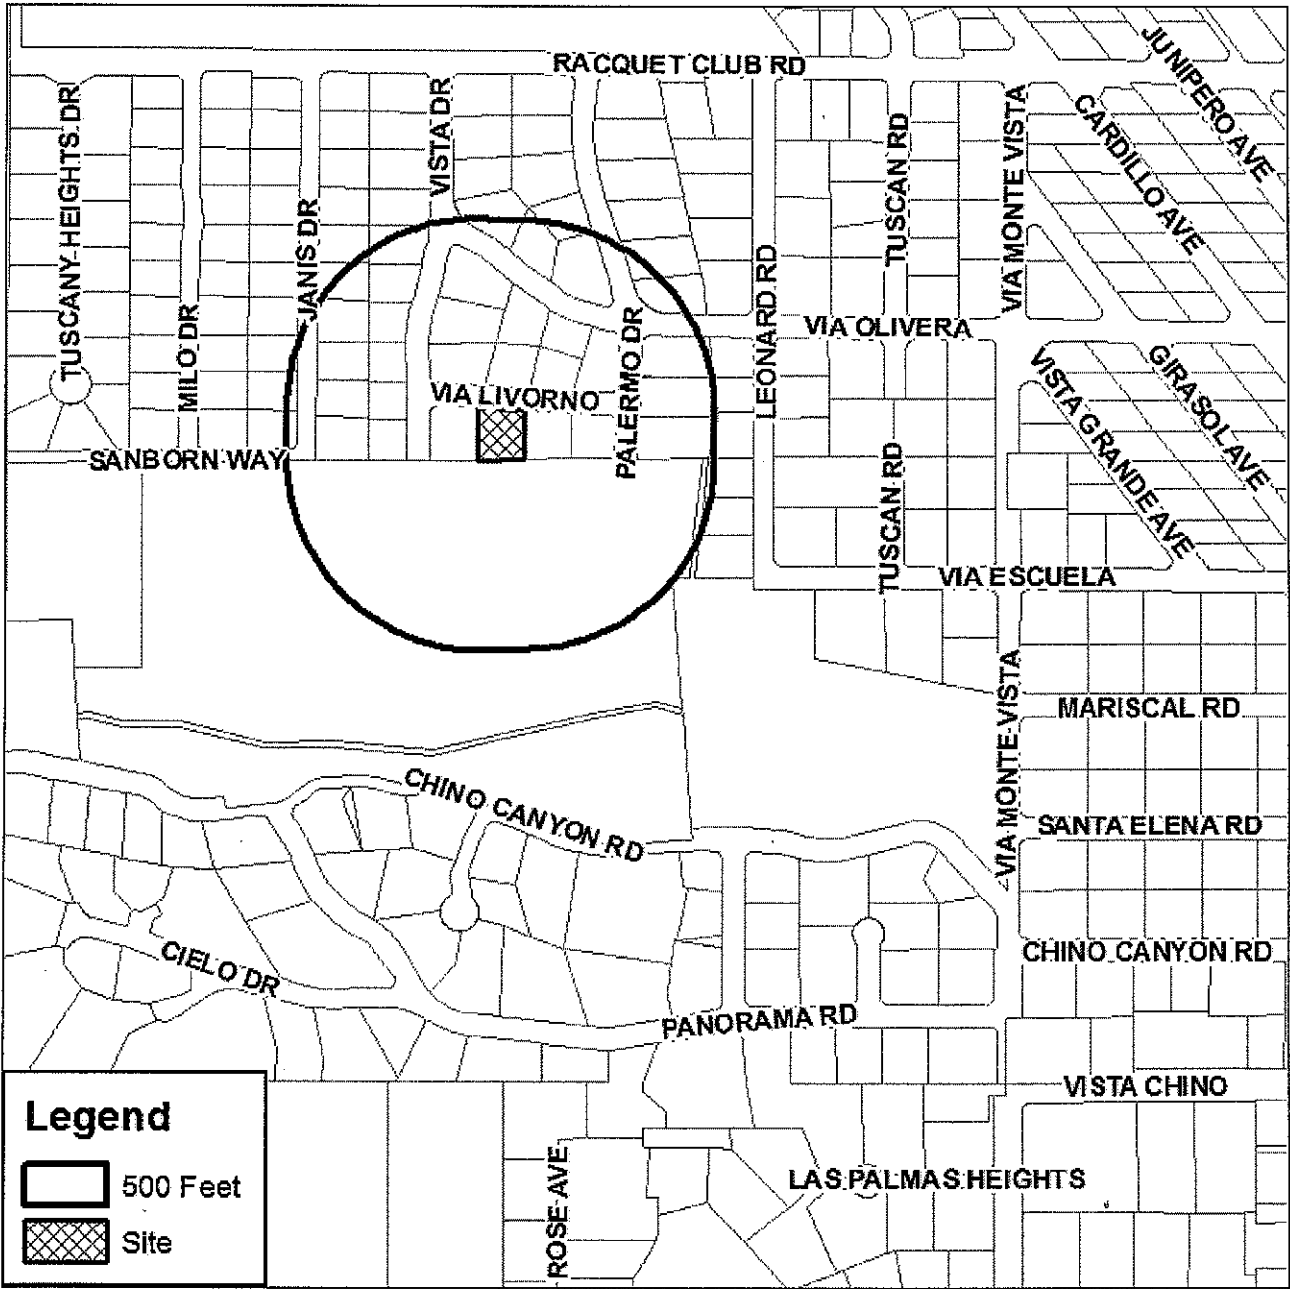 RACQUET CLUB RD
JUNIPERO AVE
TUSCANY HEIGHTS DR
VISTA DR
VIA MONTE VISTA
CARDILLO AVE
TUSCAN RD
JANIS DR
MILO DR
LEONARD RD
PALERMO DR
VIA OLIVERA
VISTA GRANDE AVE
GIRASOL AVE
VIA LIVORNO
SANBORN WAY
TUSCAN RD
VIA ESCUELA
VIA MONTE VISTA
MARISCAL RD
CHINO CANYON RD
SANTA ELENA RD
CIELO DR
CHINO CANYON RD
PANORAMA RD
VISTA CHINO
Legend
500 Feet
Site
ROSE AVE
LAS PALMAS HEIGHTS